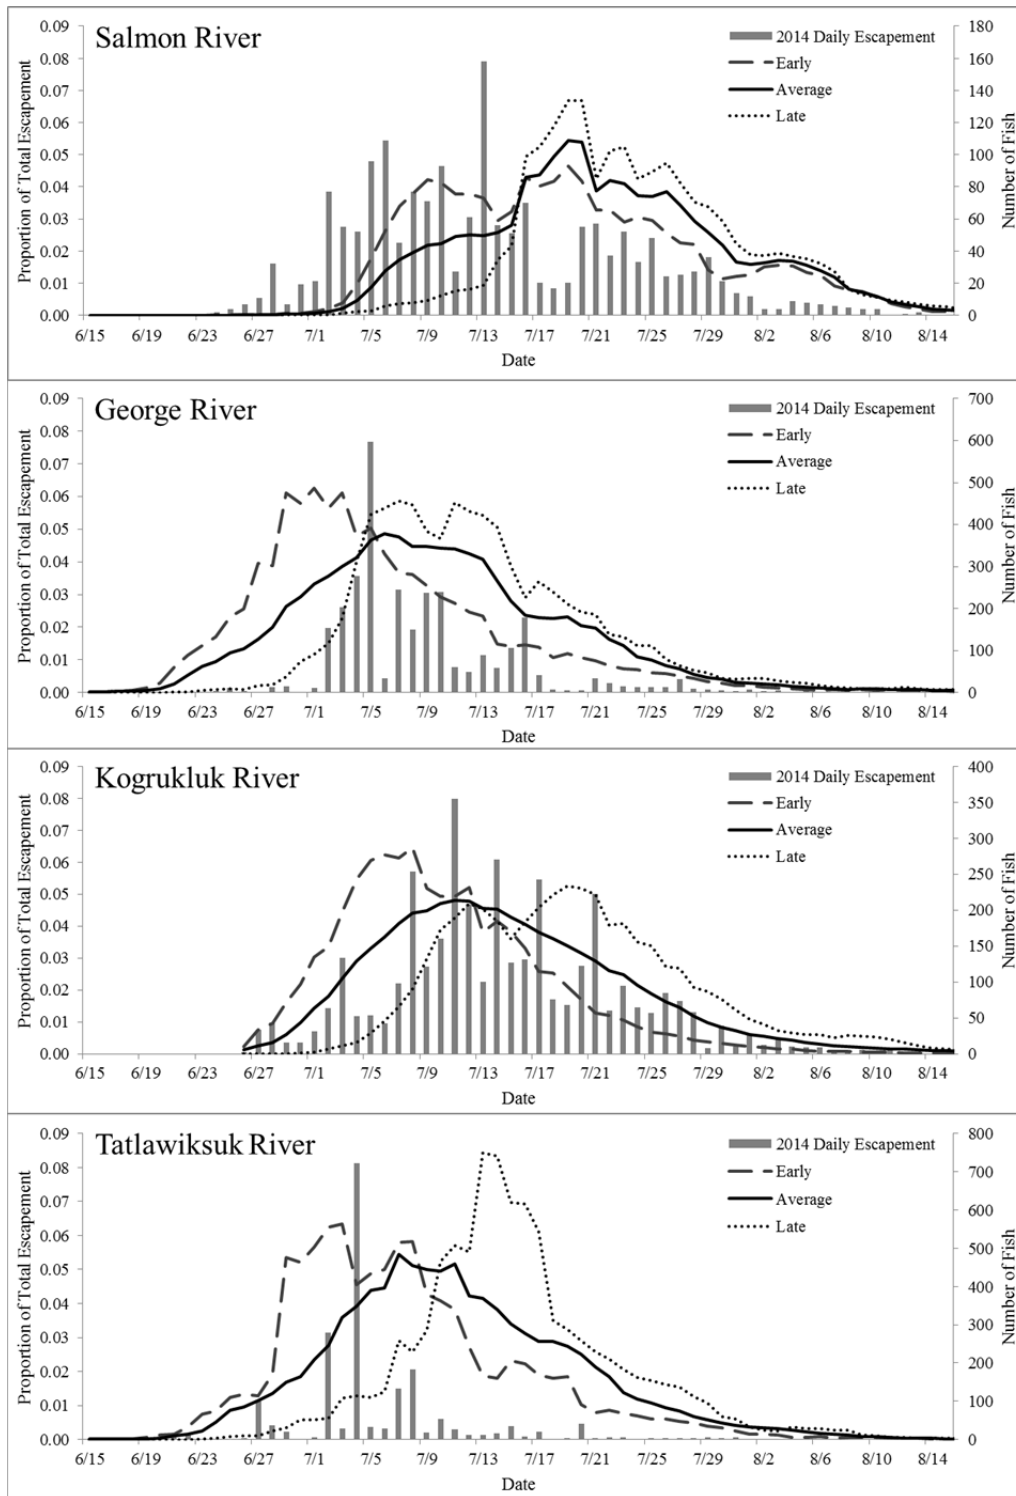 Salmon River
2014 Daily Escapement
Early
Average
Late
Proportion of Total Escapement
0.09
0.08
0.07
0.06
0.05
0.04
0.03
0.02
0.01
0.00
180
160
140
120
100
80
60
40
20
0
Number of Fish
6/15 6/19 6/23 6/27 7/1 7/5 7/9 7/13 7/17 7/21 7/25 7/29 8/2 8/6 8/10 8/14
Date
George River
2014 Daily Escapement
Early
Average
Late
Proportion of Total Escapement
0.09
0.08
0.07
0.06
0.05
0.04
0.03
0.02
0.01
0.00
700
600
500
400
300
200
100
0
Number of Fish
6/15 6/19 6/23 6/27 7/1 7/5 7/9 7/13 7/17 7/21 7/25 7/29 8/2 8/6 8/10 8/14
Date
Kogrukluk River
2014 Daily Escapement
Early
Average
Late
Proportion of Total Escapement
0.09
0.08
0.07
0.06
0.05
0.04
0.03
0.02
0.01
0.00
400
350
300
250
200
150
100
50
0
Number of Fish
6/15 6/19 6/23 6/27 7/1 7/5 7/9 7/13 7/17 7/21 7/25 7/29 8/2 8/6 8/10 8/14
Date
Tatlawiksuk River
2014 Daily Escapement
Early
Average
Late
Proportion of Total Escapement
0.09
0.08
0.07
0.06
0.05
0.04
0.03
0.02
0.01
0.00
800
700
600
500
400
300
200
100
0
Number of Fish
6/15 6/19 6/23 6/27 7/1 7/5 7/9 7/13 7/17 7/21 7/25 7/29 8/2 8/6 8/10 8/14
Date